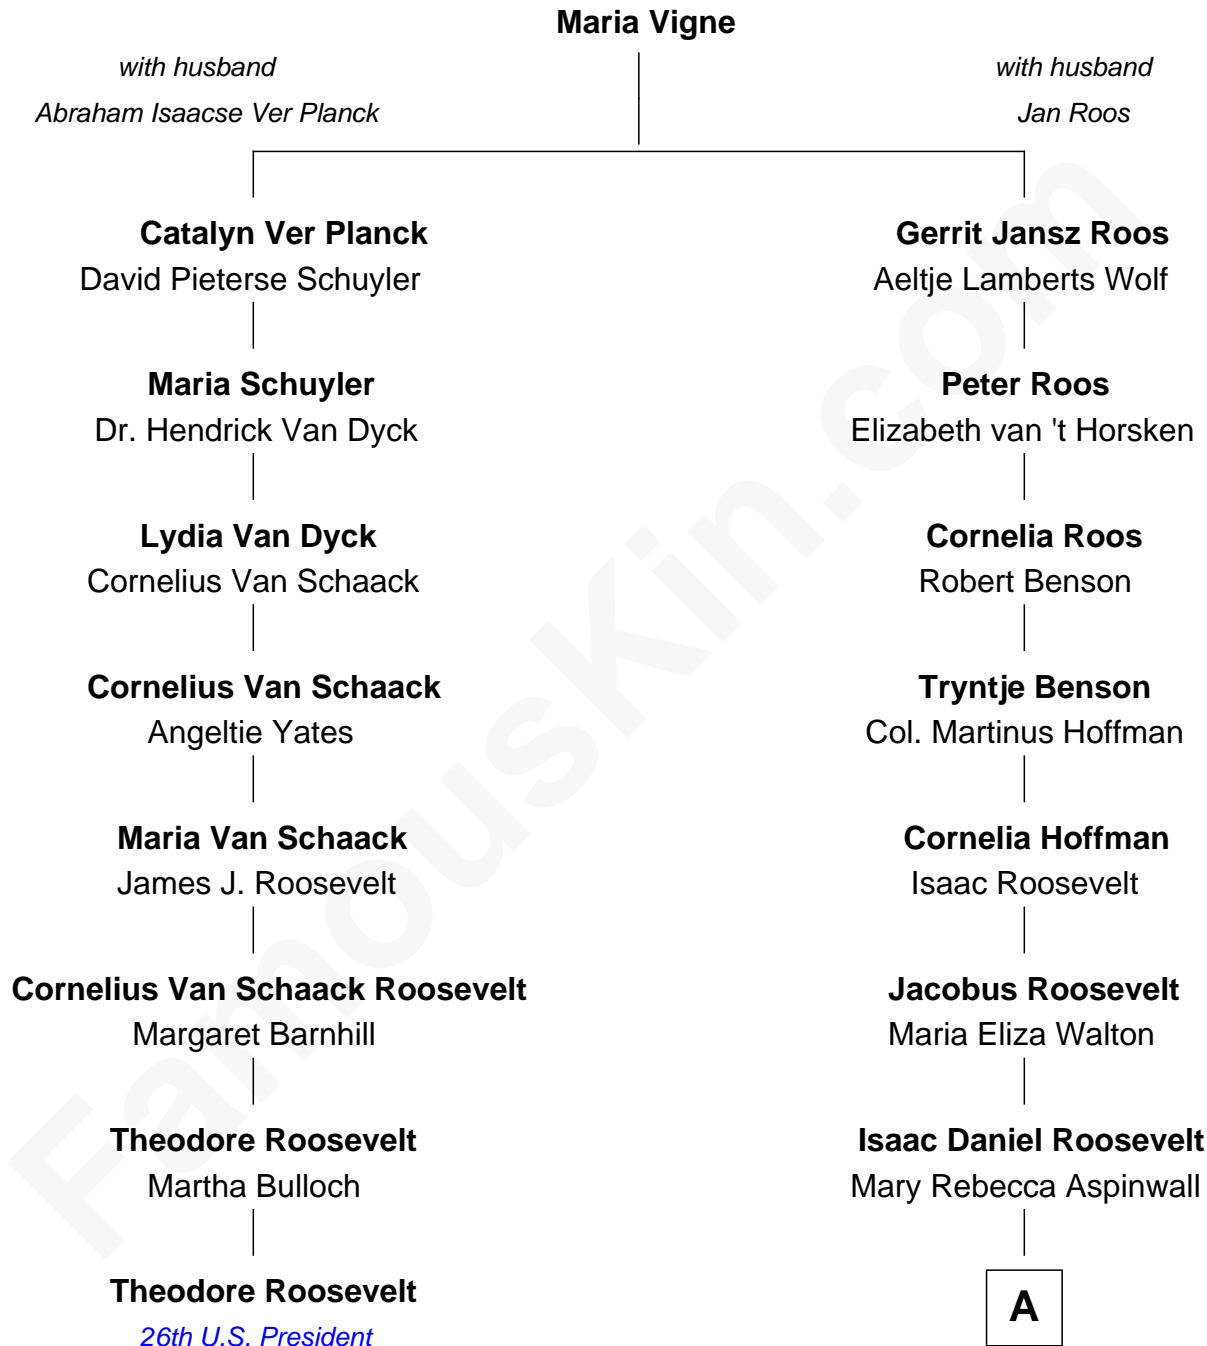 Maria Vigne
with husband
Abraham Isaacse Ver Planck
with husband
Jan Roos
Catalyn Ver Planck
David Pieterse Schuyler
Gerrit Jansz Roos
Aeltje Lamberts Wolf
Maria Schuyler
Dr. Hendrick Van Dyck
Peter Roos
Elizabeth van 't Horsken
Lydia Van Dyck
Cornelius Van Schaack
Cornelia Roos
Robert Benson
Cornelius Van Schaack
Angeltie Yates
Tryntje Benson
Col. Martinus Hoffman
Maria Van Schaack
James J. Roosevelt
Cornelia Hoffman
Isaac Roosevelt
Cornelius Van Schaack Roosevelt
Margaret Barnhill
Jacobus Roosevelt
Maria Eliza Walton
Theodore Roosevelt
Martha Bulloch
Isaac Daniel Roosevelt
Mary Rebecca Aspinwall
Theodore Roosevelt
26th U.S. President
A
FamousKin.com